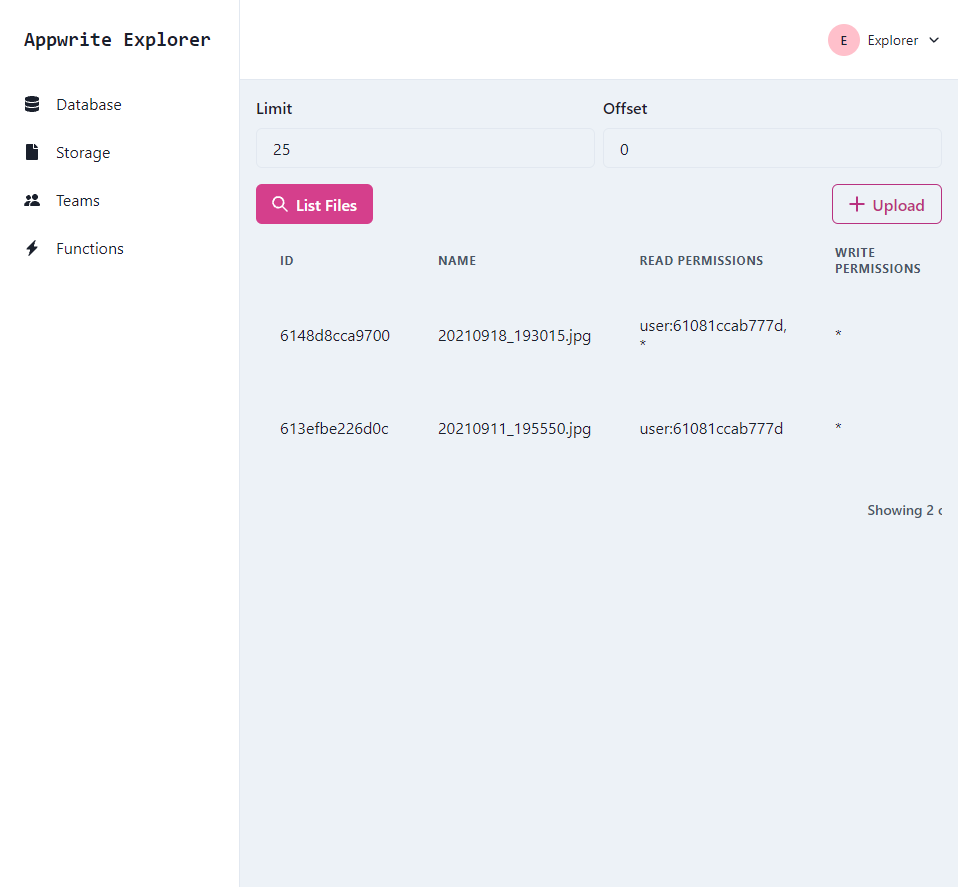 Appwrite Explorer
E Explorer
Database
Storage
Teams
Functions
Limit Offset
25 0
List Files Upload
ID NAME READ PERMISSIONS WRITE PERMISSIONS
6148d8cca9700 20210918_193015.jpg user:61081ccab777d, * *
613efbe226d0c 20210911_195550.jpg user:61081ccab777d *
Showing 2